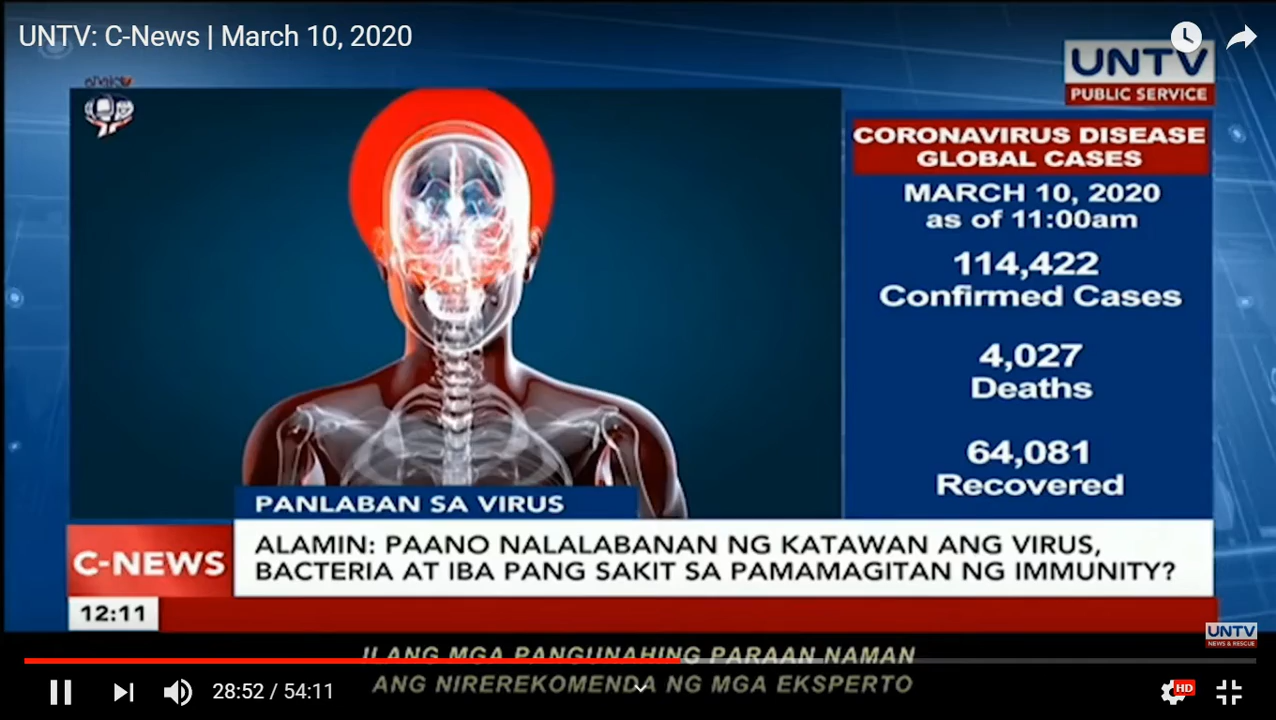 UNTV: C-News | March 10, 2020
UNTV
PUBLIC SERVICE
CORONAVIRUS DISEASE
GLOBAL CASES
MARCH 10, 2020
as of 11:00am
114,422
Confirmed Cases
4,027
Deaths
64,081
Recovered
PANLABAN SA VIRUS
C-NEWS
ALAMIN: PAANO NALALABANAN NG KATAWAN ANG VIRUS,
BACTERIA AT IBA PANG SAKIT SA PAMAMAGITAN NG IMMUNITY?
12:11
UNTV
NEWS & RESCUE
ANG MGA PANGUNAHING PARAAN NAMAN
ANG NIREREKOMENDA NG MGA EKSPERTO
28:52 / 54:11
HD